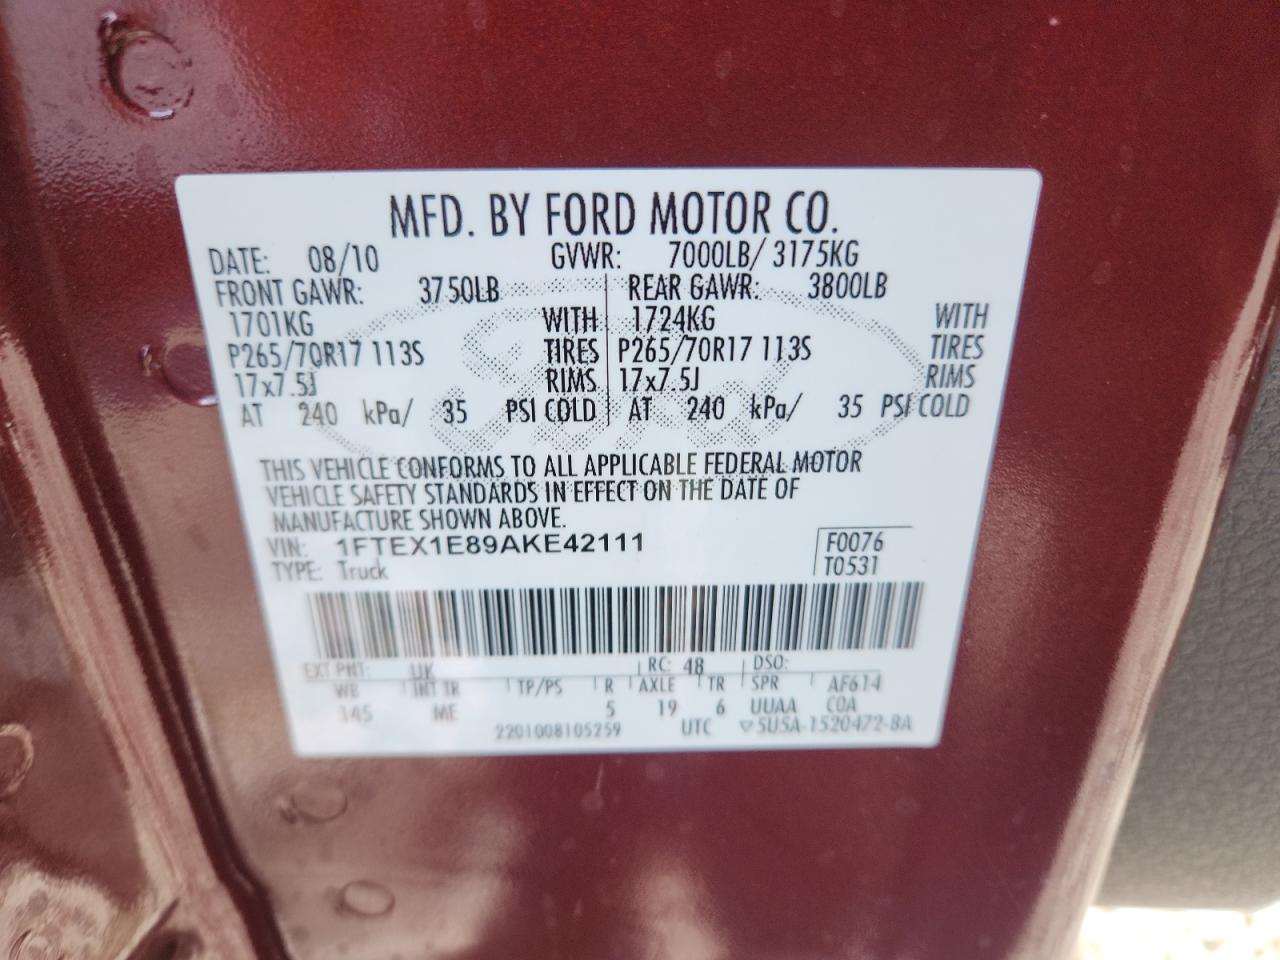 MFD. BY FORD MOTOR CO.
DATE: 08/10 GVWR: 7000LB/ 3175KG
FRONT GAWR: 3750LB REAR GAWR: 3800LB
1701KG WITH 1724KG WITH
P265/70R17 113S TIRES P265/70R17 113S TIRES
17x7.5J RIMS 17x7.5J RIMS
AT 240 kPa/ 35 PSI COLD AT 240 kPa/ 35 PSI COLD
THIS VEHICLE CONFORMS TO ALL APPLICABLE FEDERAL MOTOR
VEHICLE SAFETY STANDARDS IN EFFECT ON THE DATE OF
MANUFACTURE SHOWN ABOVE.
VIN: 1FTEX1E89AKE42111 F0076
TYPE: Truck T0531
EXT PNT: UK RC: 48 DSO:
WB INT TR TP/PS R AXLE TR SPR AF614
145 ME 5 19 6 UUAA COA
2201008105259 UTC ▽5U5A-1520472-BA